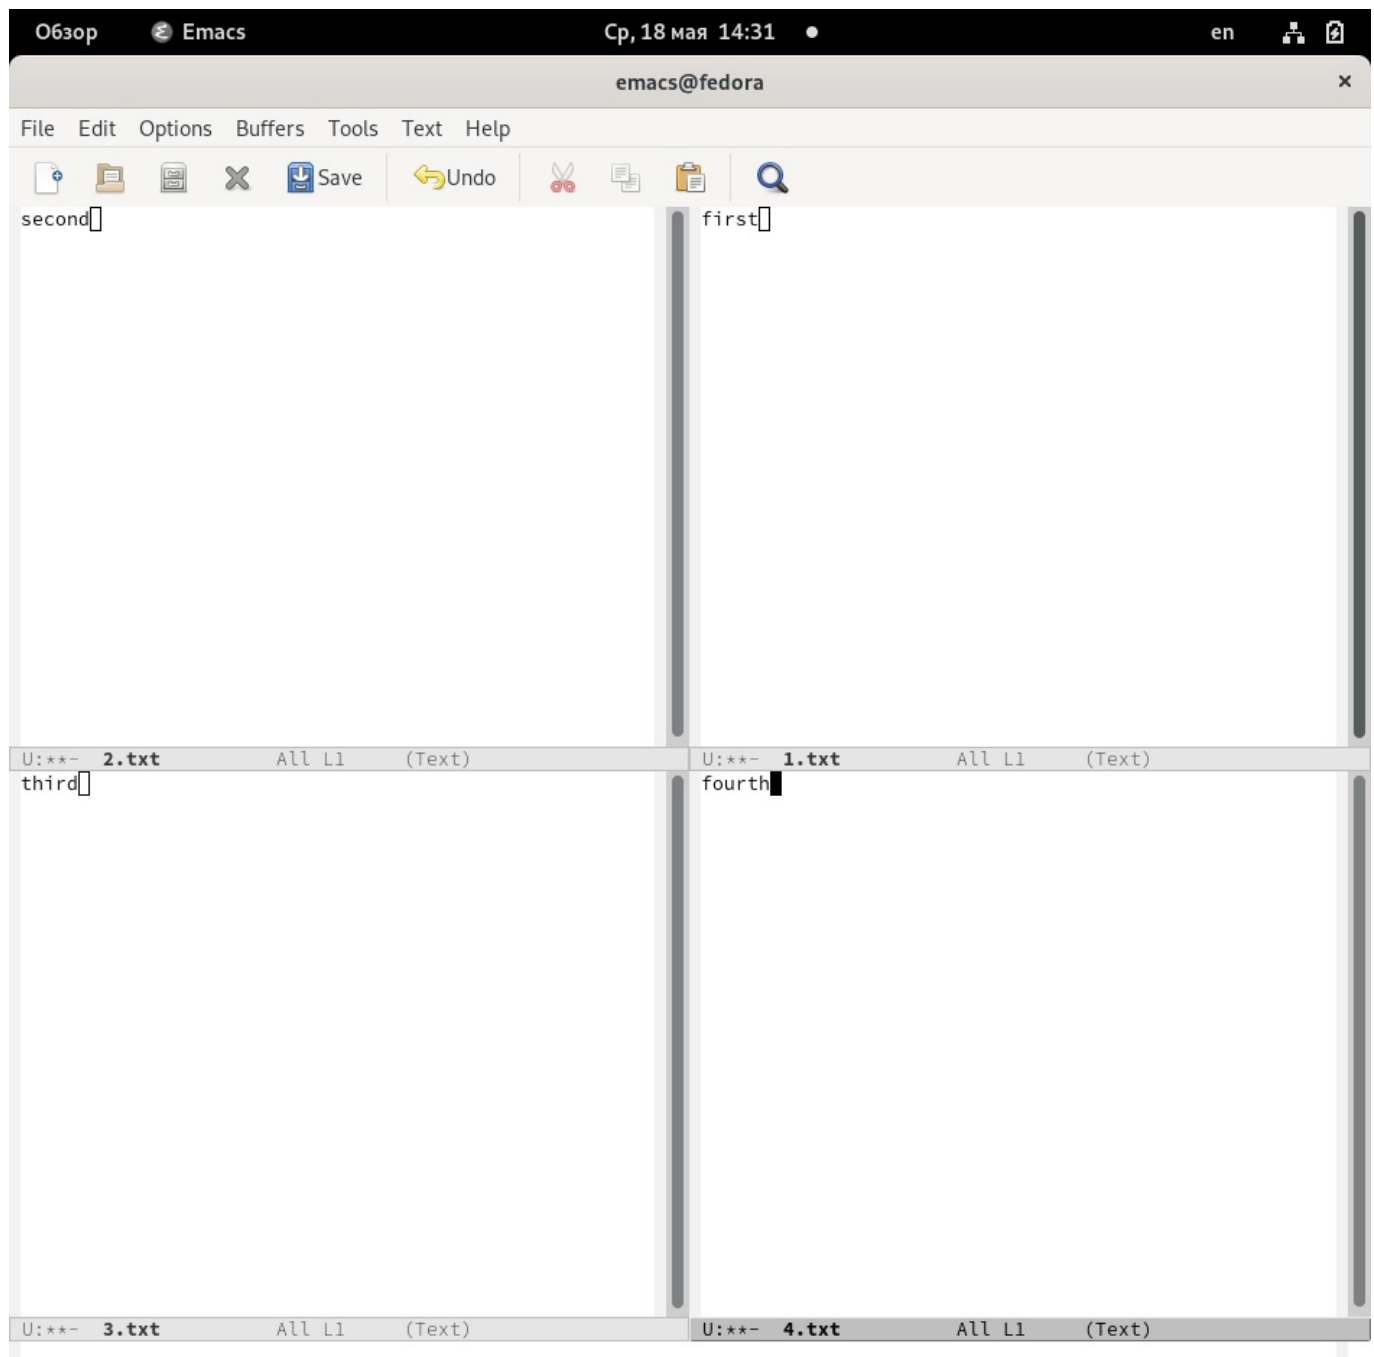 Обзор Emacs Ср, 18 мая 14:31 en
emacs@fedora
File Edit Options Buffers Tools Text Help
Save Undo
second
U:**- 2.txt All L1 (Text)
first
U:**- 1.txt All L1 (Text)
third
U:**- 3.txt All L1 (Text)
fourth
U:**- 4.txt All L1 (Text)